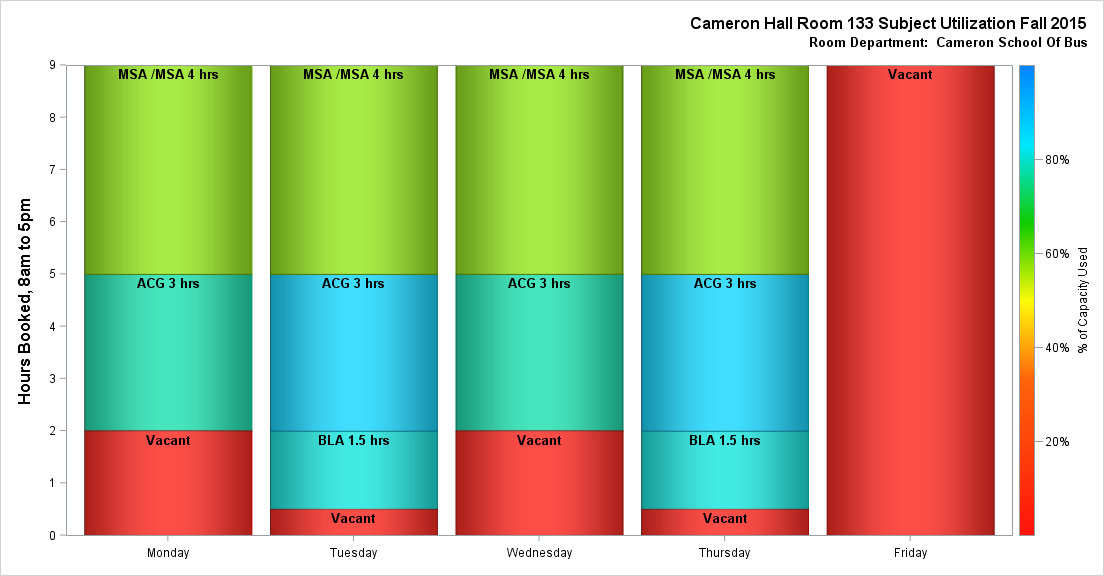 Cameron Hall Room 133 Subject Utilization Fall 2015
Room Department:  Cameron School Of Bus
Hours Booked, 8am to 5pm
9
8
7
6
5
4
3
2
1
0
MSA /MSA 4 hrs
ACG 3 hrs
Vacant
MSA /MSA 4 hrs
ACG 3 hrs
BLA 1.5 hrs
Vacant
MSA /MSA 4 hrs
ACG 3 hrs
Vacant
MSA /MSA 4 hrs
ACG 3 hrs
BLA 1.5 hrs
Vacant
Vacant
Monday
Tuesday
Wednesday
Thursday
Friday
80%
60%
40%
20%
% of Capacity Used